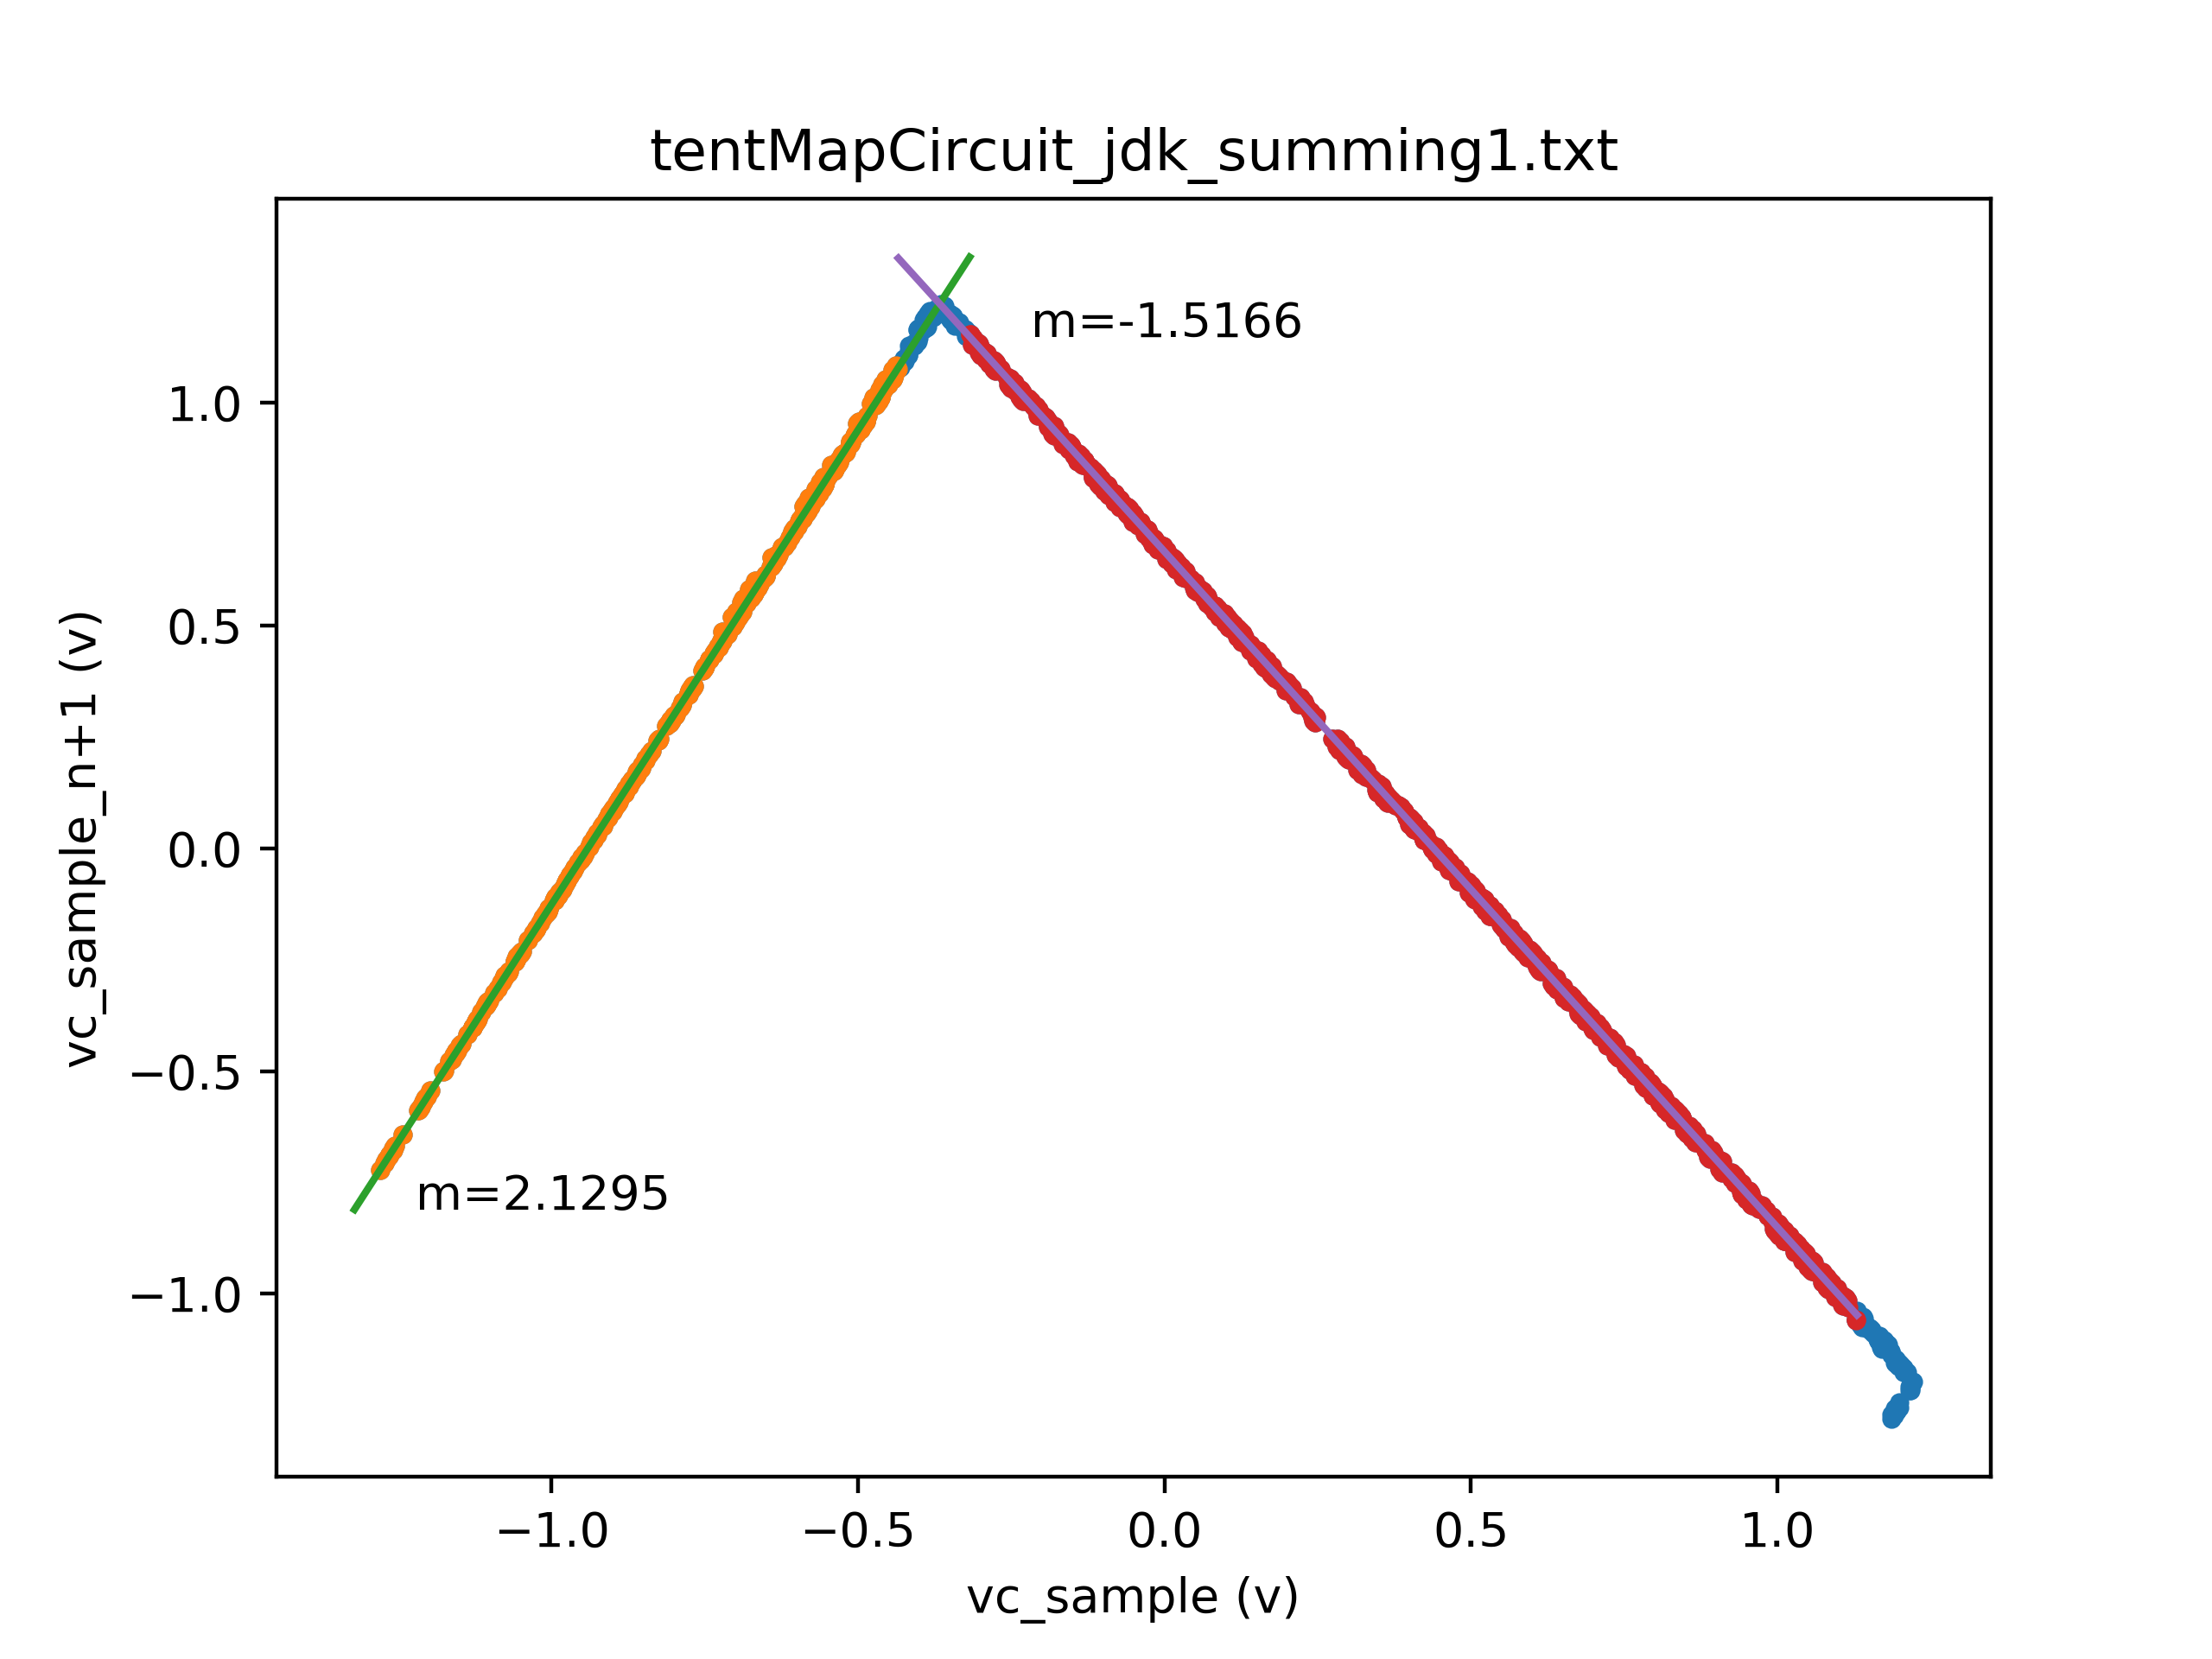 tentMapCircuit_jdk_summing1.txt
m=-1.5166
1.0
0.5
0.0
−0.5
−1.0
vc_sample_n+1 (v)
m=2.1295
−1.0 −0.5 0.0 0.5 1.0
vc_sample (v)